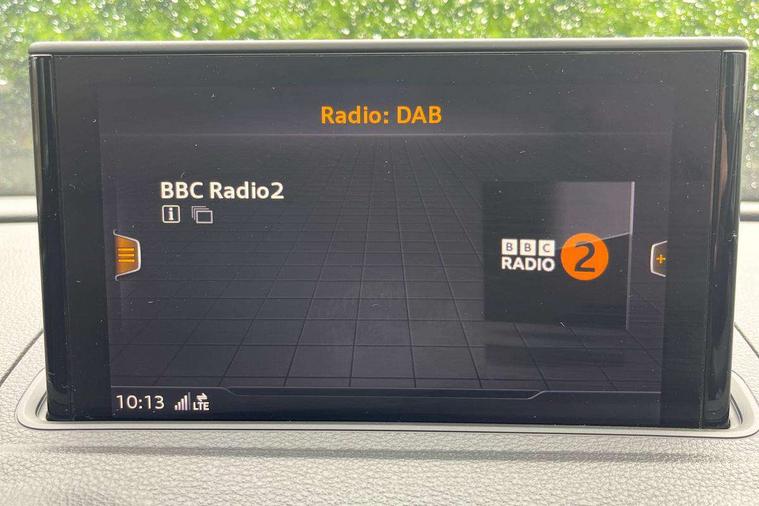 Radio: DAB
BBC Radio2
i
BBC
RADIO 2
10:13 LTE